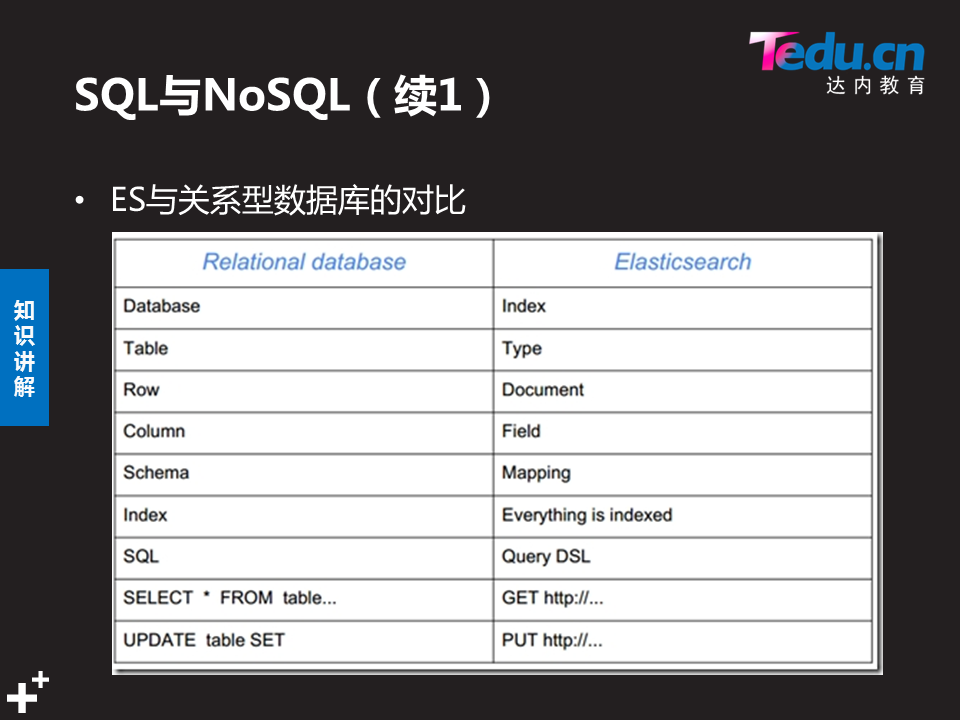 Tedu.cn
达内教育
SQL与NoSQL（续1）
• ES与关系型数据库的对比
知
识
讲
解
Relational database Elasticsearch
Database Index
Table Type
Row Document
Column Field
Schema Mapping
Index Everything is indexed
SQL Query DSL
SELECT * FROM table... GET http://...
UPDATE table SET PUT http://...